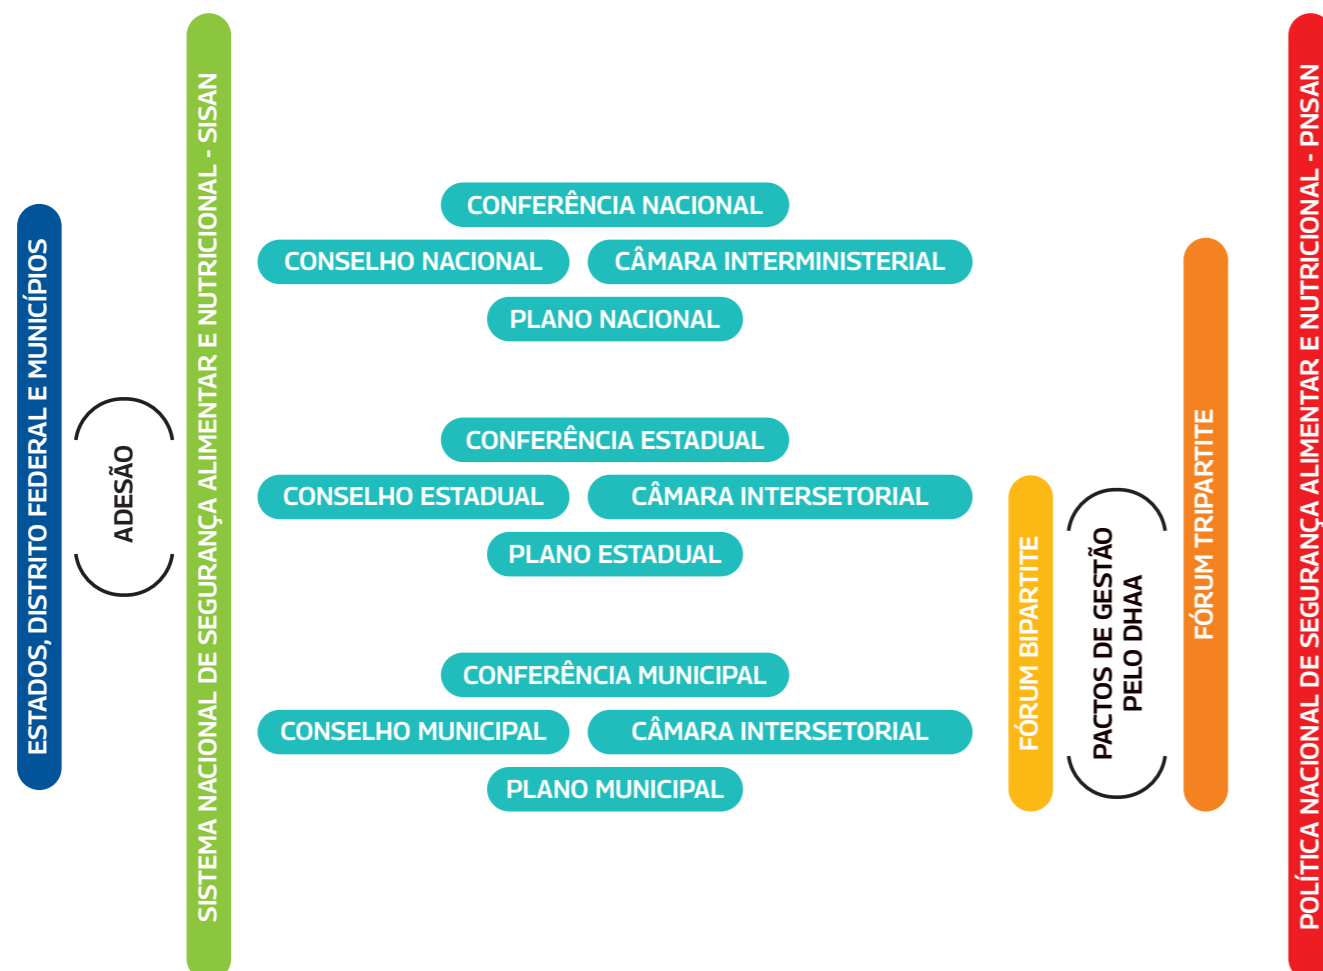 ESTADOS, DISTRITO FEDERAL E MUNICÍPIOS
ADESÃO
SISTEMA NACIONAL DE SEGURANÇA ALIMENTAR E NUTRICIONAL - SISAN
CONFERÊNCIA NACIONAL
CONSELHO NACIONAL
CÂMARA INTERMINISTERIAL
PLANO NACIONAL
CONFERÊNCIA ESTADUAL
CONSELHO ESTADUAL
CÂMARA INTERSETORIAL
PLANO ESTADUAL
CONFERÊNCIA MUNICIPAL
CONSELHO MUNICIPAL
CÂMARA INTERSETORIAL
PLANO MUNICIPAL
FÓRUM BIPARTITE
PACTOS DE GESTÃO
PELO DHAA
FÓRUM TRIPARTITE
POLÍTICA NACIONAL DE SEGURANÇA ALIMENTAR E NUTRICIONAL - PNSAN